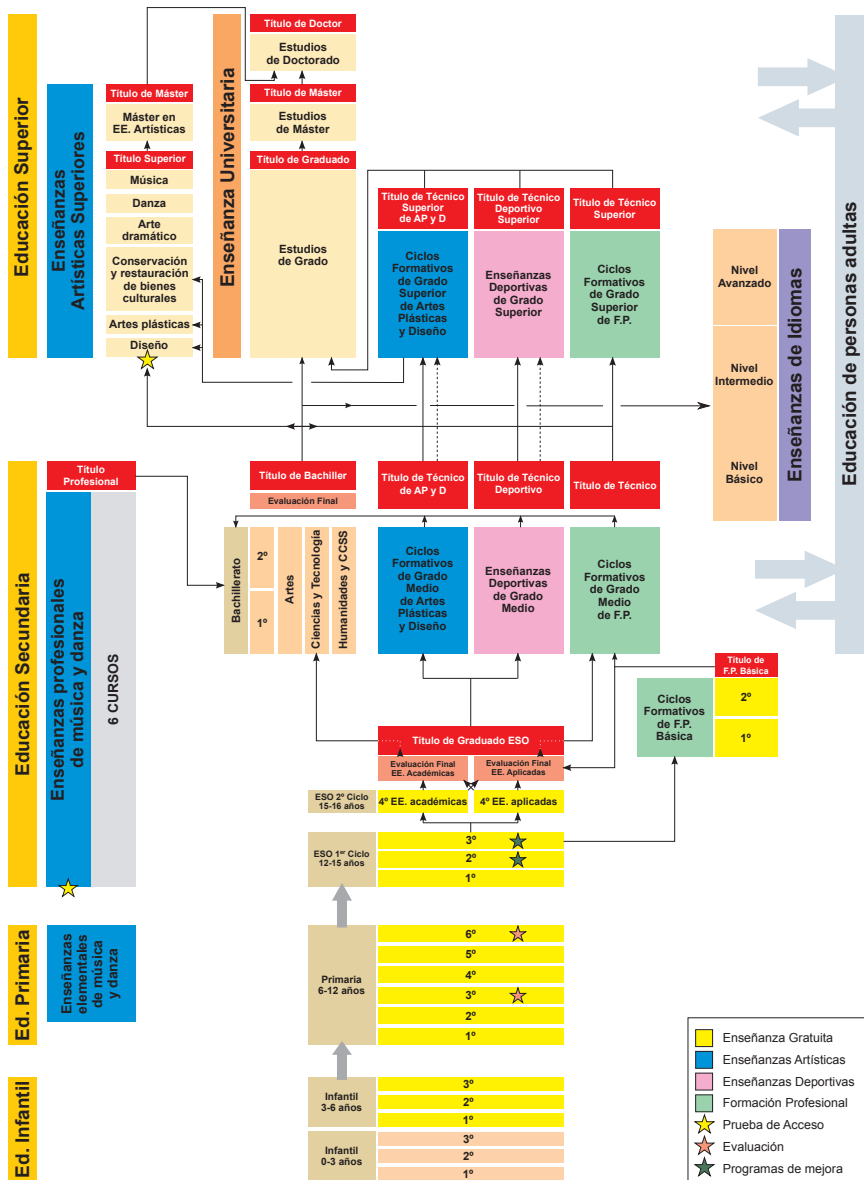 Educación Superior
Enseñanzas
Artísticas Superiores
Título de Máster
Máster en
EE. Artísticas
Título Superior
Música
Danza
Arte
dramático
Conservación
y restauración
de bienes
culturales
Artes plásticas
Diseño
Enseñanza Universitaria
Título de Doctor
Estudios
de Doctorado
Título de Máster
Estudios
de Máster
Título de Graduado
Estudios
de Grado
Título de Técnico
Superior
de AP y D
Ciclos
Formativos
de Grado
Superior
de Artes
Plásticas
y Diseño
Título de Técnico
Deportivo
Superior
Enseñanzas
Deportivas
de Grado
Superior
Título de Técnico
Superior
Ciclos
Formativos
de Grado
Superior
de F.P.
Nivel
Avanzado
Nivel
Intermedio
Nivel
Básico
Enseñanzas de Idiomas
Educación de personas adultas
Educación Secundaria
Título
Profesional
Enseñanzas profesionales
de música y danza
6 CURSOS
Título de Bachiller
Evaluación Final
Bachillerato
2º
1º
Artes
Ciencias y Tecnología
Humanidades y CCSS
Título de Técnico
de AP y D
Ciclos
Formativos
de Grado
Medio
de Artes
Plásticas
y Diseño
Título de Técnico
Deportivo
Enseñanzas
Deportivas
de Grado
Medio
Título de Técnico
Ciclos
Formativos
de Grado
Medio
de F.P.
Título de
F.P. Básica
Ciclos
Formativos
de F.P.
Básica
2º
1º
Título de Graduado ESO
Evaluación Final
EE. Académicas
Evaluación Final
EE. Aplicadas
ESO 2º Ciclo
15-16 años
4º EE. académicas
4º EE. aplicadas
ESO 1er Ciclo
12-15 años
3º
2º
1º
Ed. Primaria
Enseñanzas
elementales
de música
y danza
Primaria
6-12 años
6º
5º
4º
3º
2º
1º
Ed. Infantil
Infantil
3-6 años
3º
2º
1º
Infantil
0-3 años
3º
2º
1º
Enseñanza Gratuita
Enseñanzas Artísticas
Enseñanzas Deportivas
Formación Profesional
Prueba de Acceso
Evaluación
Programas de mejora